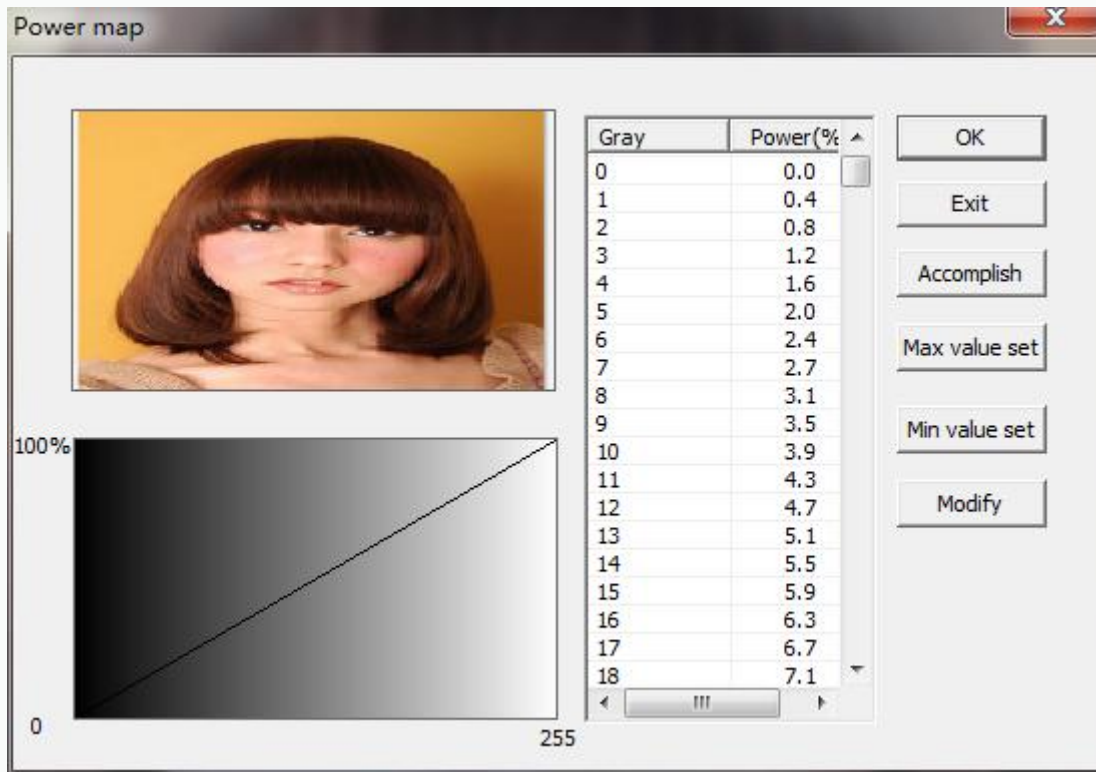 Power map
x
Gray Power(%
0 0.0
1 0.4
2 0.8
3 1.2
4 1.6
5 2.0
6 2.4
7 2.7
8 3.1
9 3.5
10 3.9
11 4.3
12 4.7
13 5.1
14 5.5
15 5.9
16 6.3
17 6.7
18 7.1
OK
Exit
Accomplish
Max value set
Min value set
Modify
100%
0
255